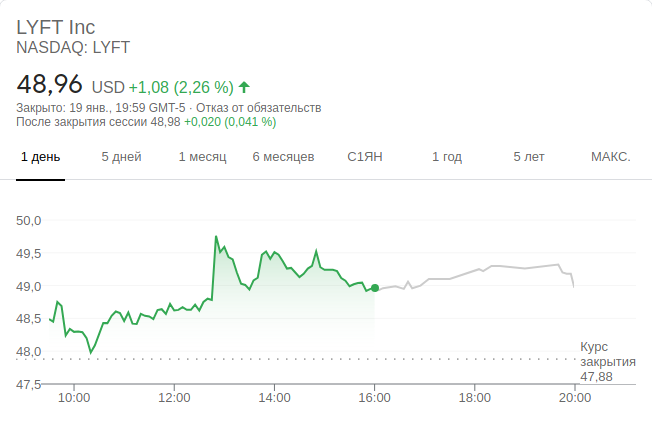 LYFT Inc
NASDAQ: LYFT
48,96 USD +1,08 (2,26 %)
Закрыто: 19 янв., 19:59 GMT-5 · Отказ от обязательств
После закрытия сессии 48,98 +0,020 (0,041 %)
1 день 5 дней 1 месяц 6 месяцев С1ЯН 1 год 5 лет МАКС.
50,0
49,5
49,0
48,5
48,0
47,5
Курс
закрытия
47,88
10:00 12:00 14:00 16:00 18:00 20:00